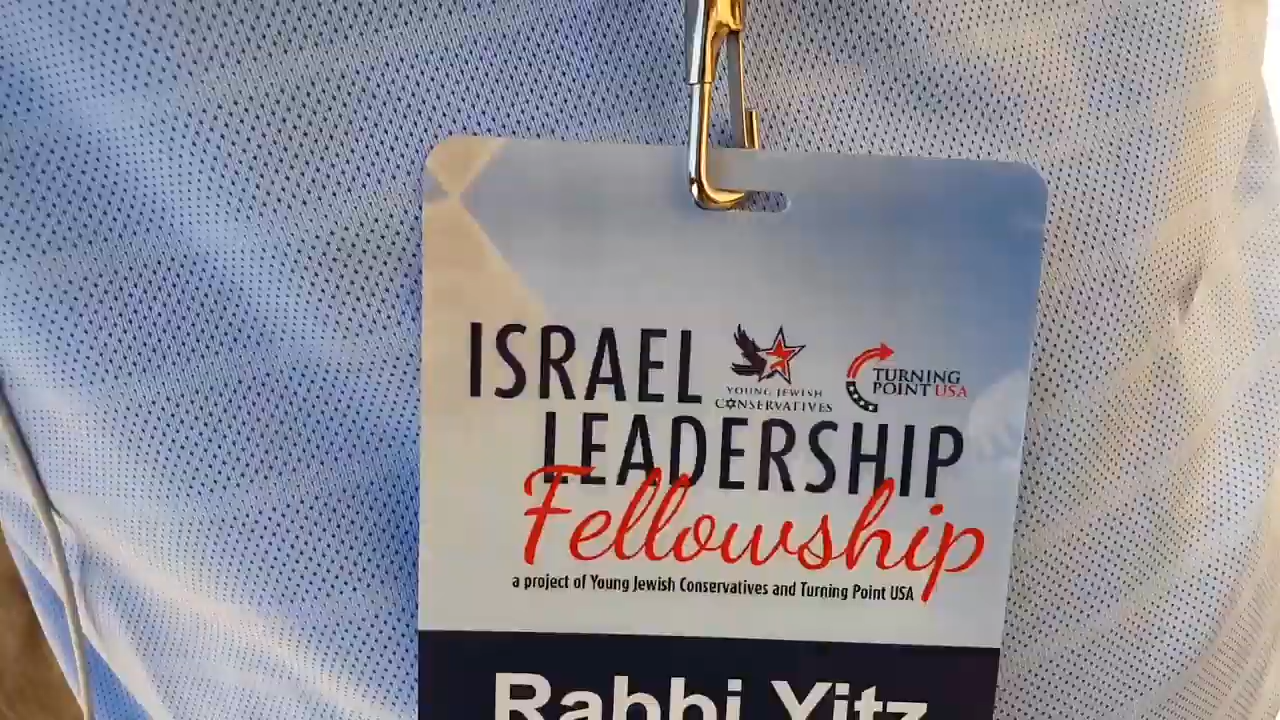 ISRAEL
YOUNG JEWISH
CONSERVATIVES
TURNING
POINT USA
LEADERSHIP
Fellowship
a project of Young Jewish Conservatives and Turning Point USA
Rabbi Yitz